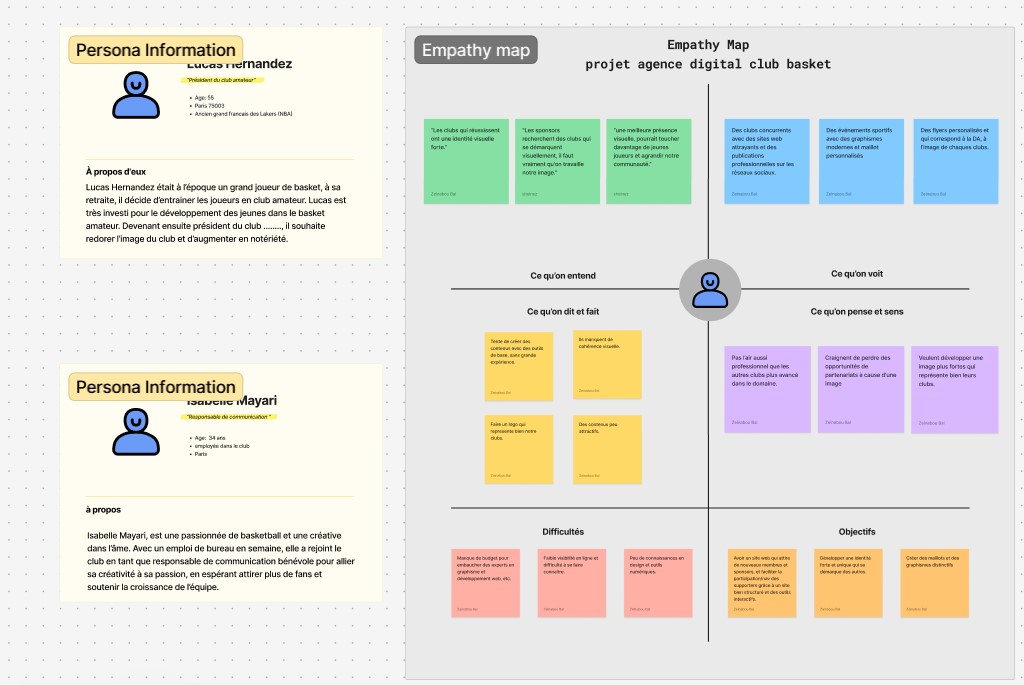 Persona Information
Lucas Hernandez
"Président du club amateur"
Age: 55
Paris 75003
Ancien grand francais des Lakers (NBA)
À propos d'eux
Lucas Hernandez était à l'époque un grand joueur de basket, à sa
retraite, il décide d'entrainer les joueurs en club amateur. Lucas est
très investi pour le développement des jeunes dans le basket
amateur. Devenant ensuite président du club ........, il souhaite
redorer l'image du club et d'augmenter en notériété.
Persona Information
Isabelle Mayari
"Responsable de communication "
Age: 34 ans
employée dans le club
Paris
à propos
Isabelle Mayari, est une passionnée de basketball et une créative
dans l'âme. Avec un emploi de bureau en semaine, elle a rejoint le
club en tant que responsable de communication bénévole pour allier
sa créativité à sa passion, en espérant attirer plus de fans et
soutenir la croissance de l'équipe.
Empathy map
Empathy Map
projet agence digital club basket
"Les clubs qui réussissent
ont une identité visuelle
forte."
Zeinabou Bal
"Les sponsors
recherchent des clubs qui
se démarquent
visuellement, il faut
vraiment qu'on travaille
notre image."
"une meilleure présence
visuelle, pourrait toucher
davantage de jeunes
joueurs et agrandir notre
communauté."
Des clubs concurrents
avec des sites web
attrayants et des
publications
professionnelles sur les
réseaux sociaux.
Zeinabou Bal
Des événements sportifs
avec des graphismes
modernes et maillot
personnalisés
Zeinabou Bal
Des flyers personalisés et
qui correspond à la DA, à
l'image de chaques clubs.
Zeinabou Bal
Ce qu'on entend
Ce qu'on voit
Ce qu'on dit et fait
Ce qu'on pense et sens
Tente de créer des
contenus avec des outils
de base, sans grande
expérience.
Zeinabou Bal
Ils manquent de
cohérence visuelle.
Zeinabou Bal
Faire un logo qui
represente bien notre
clubs.
Zeinabou Bal
Des contenus peu
attractifs.
Zeinabou Bal
Pas l'air aussi
professionnel que les
autres clubs plus avancé
dans le domaine.
Zeinabou Bal
Craignent de perdre des
opportunités de
partenariats à cause d'une
image
Zeinabou Bal
Veulent développer une
image plus fortes qui
représente bien leurs
clubs.
Zeinabou Bal
Difficultés
Objectifs
Manque de budget pour
embaucher des experts en
graphisme et
développement web, etc.
Zeinabou Bal
Faible visibilité en ligne et
difficulté à se faire
connaître.
Zeinabou Bal
Peu de connaissances en
design et outils
numériques.
Zeinabou Bal
Avoir un site web qui attire
de nouveaux membres et
sponsors, et faciliter la
des
supporters grâce à un site
bien structuré et des outils
interactifs.
Zeinabou Bal
Développer une identité
forte et unique qui se
démarque des autres.
Zeinabou Bal
Créer des maillots et des
graphismes distinctifs
Zeinabou Bal